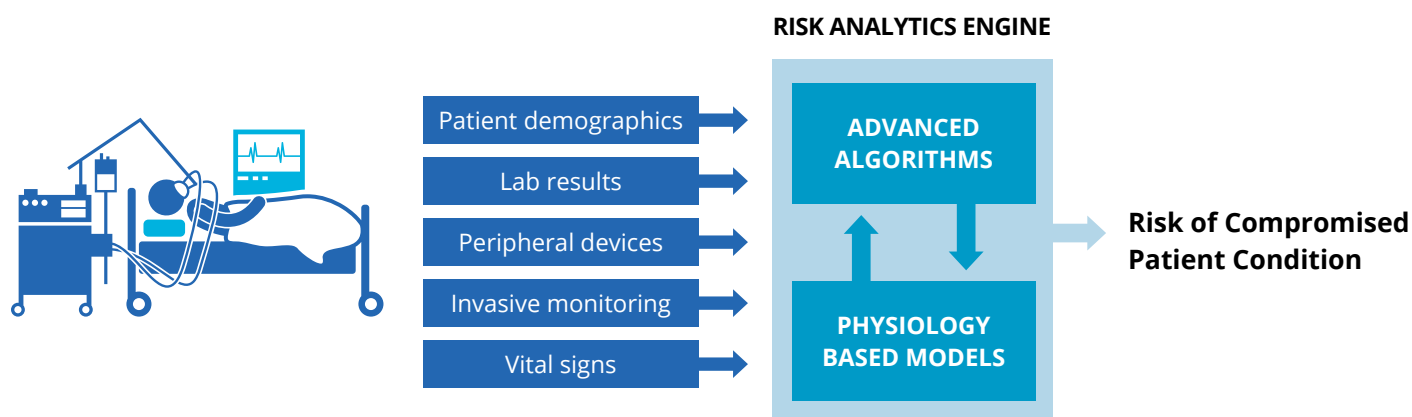 RISK ANALYTICS ENGINE
Patient demographics
Lab results
Peripheral devices
Invasive monitoring
Vital signs
ADVANCED
ALGORITHMS
PHYSIOLOGY
BASED MODELS
Risk of Compromised
Patient Condition